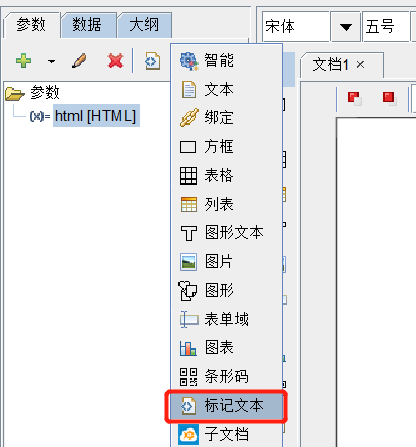 参数 数据 大纲
宋体 五号
文档1 ×
参数
(x)= html [HTML]
智能
文本
绑定
方框
表格
列表
图形文本
图片
图形
表单域
图表
条形码
标记文本
子文档